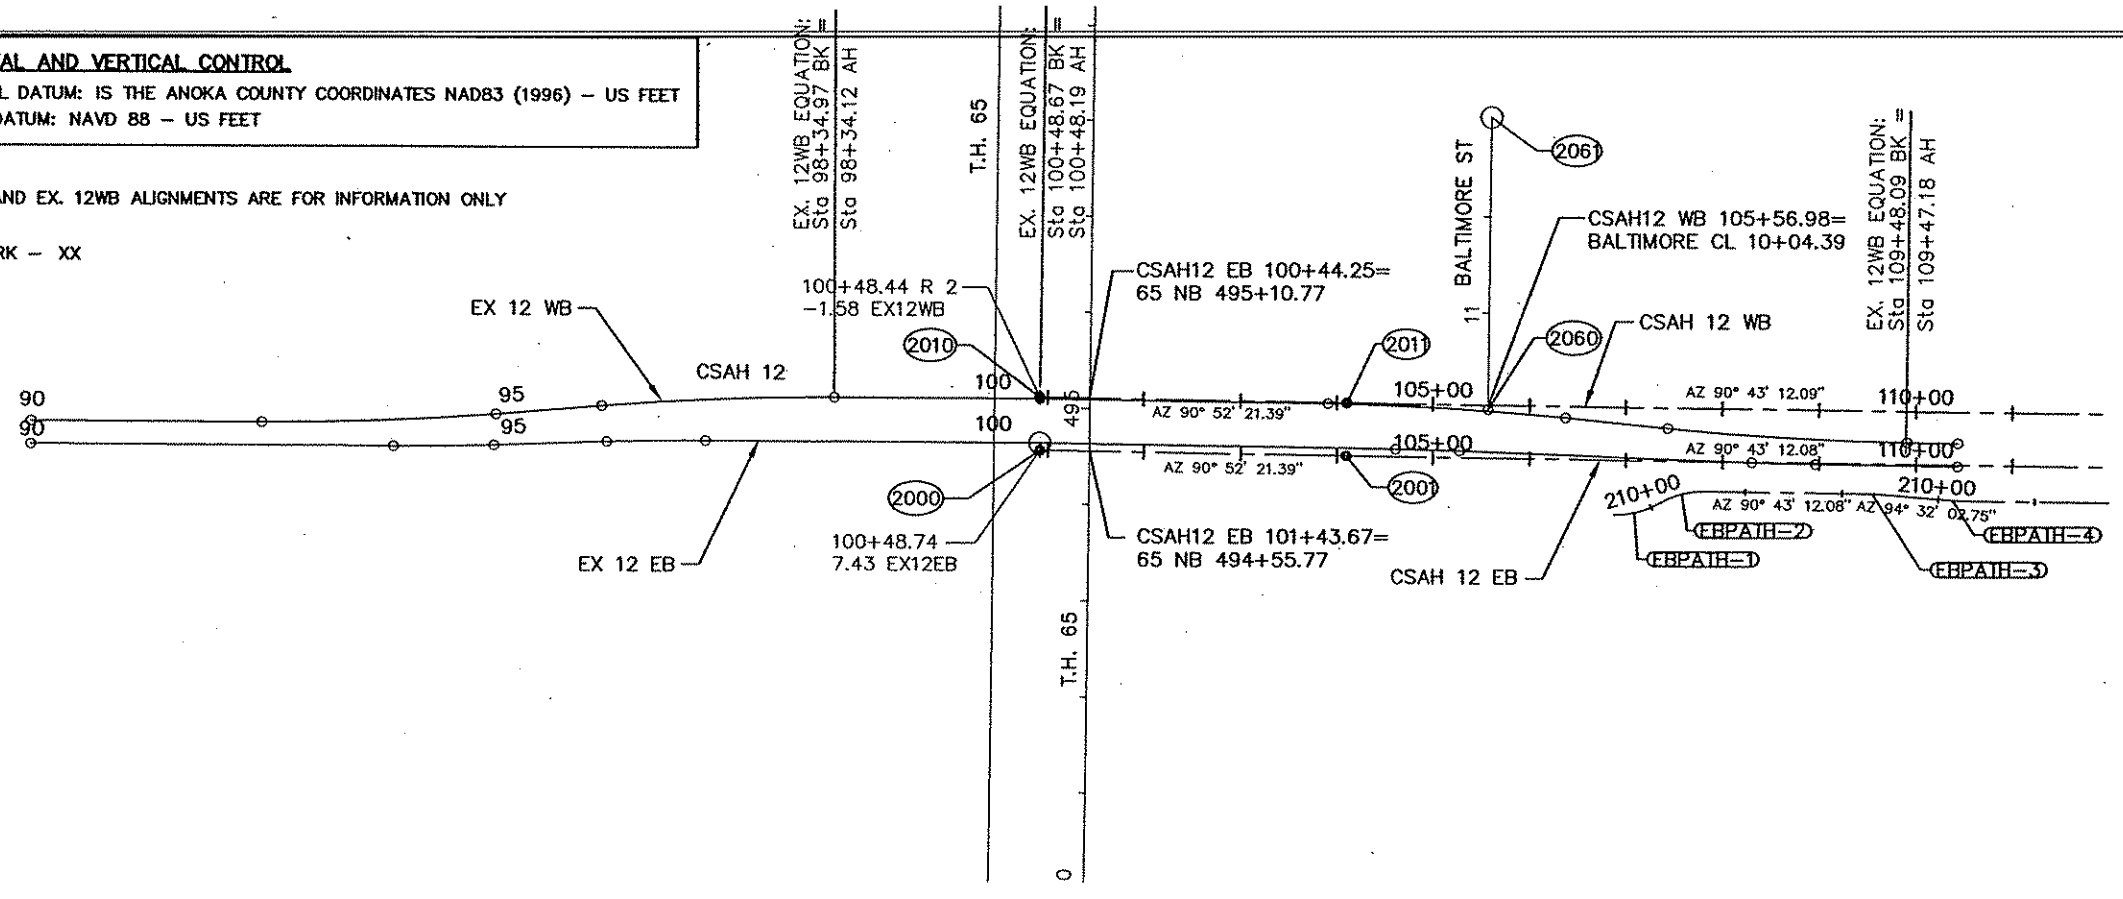 AL AND VERTICAL CONTROL
L DATUM: IS THE ANOKA COUNTY COORDINATES NAD83 (1996) – US FEET
DATUM: NAVD 88 – US FEET
AND EX. 12WB ALIGNMENTS ARE FOR INFORMATION ONLY
RK – XX
EX. 12WB EQUATION:
Sta 98+34.97 BK =
Sta 98+34.12 AH
T.H. 65
EX. 12WB EQUATION:
Sta 100+48.67 BK =
Sta 100+48.19 AH
BALTIMORE ST
11
2061
EX. 12WB EQUATION:
Sta 109+48.09 BK =
Sta 109+47.18 AH
CSAH12 WB 105+56.98=
BALTIMORE CL 10+04.39
CSAH12 EB 100+44.25=
65 NB 495+10.77
100+48.44 R 2
-1.58 EX12WB
EX 12 WB
2010
2011
2060
CSAH 12 WB
CSAH 12
90
95
100
495
AZ 90° 52' 21.39"
105+00
AZ 90° 43' 12.09"
110+00
90
95
100
AZ 90° 52' 21.39"
105+00
AZ 90° 43' 12.08"
110+00
2000
2001
210+00
AZ 90° 43' 12.08"
AZ 94° 32' 02.75"
210+00
100+48.74
7.43 EX12EB
EX 12 EB
CSAH12 EB 101+43.67=
65 NB 494+55.77
CSAH 12 EB
EBPATH-1
EBPATH-2
EBPATH-3
EBPATH-4
T.H. 65
0